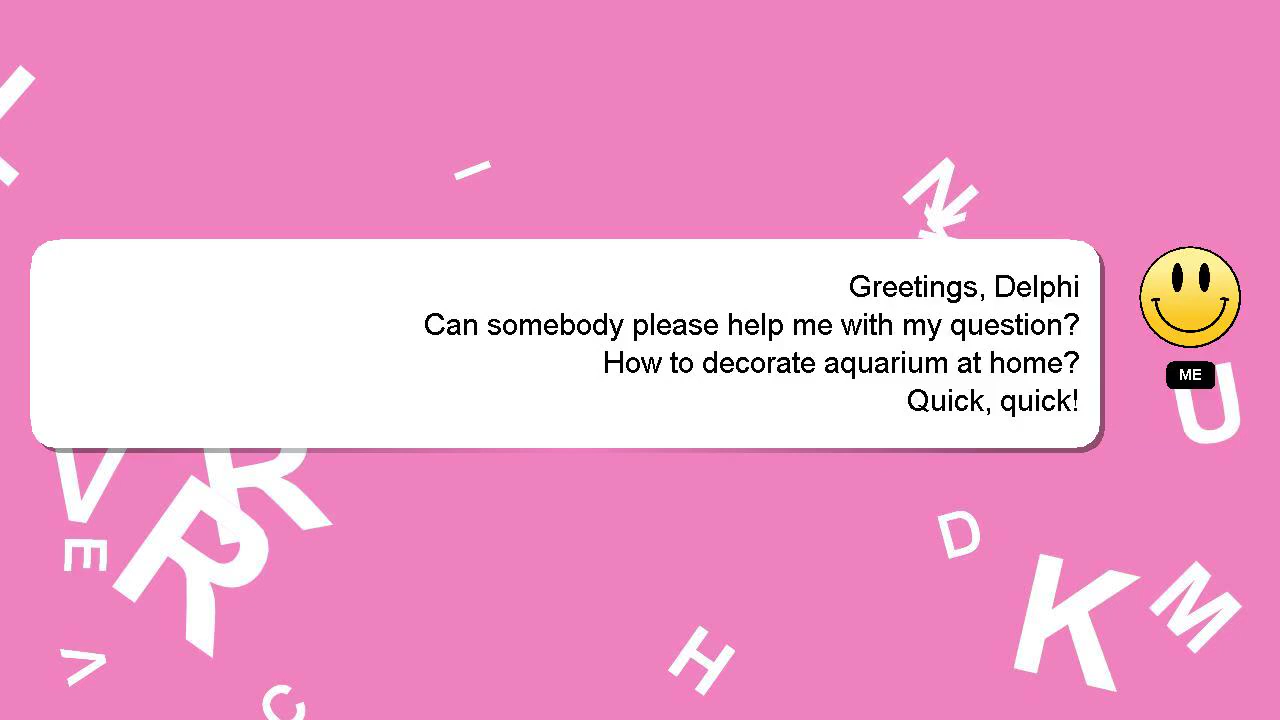 I
N
K
Greetings, Delphi
Can somebody please help me with my question?
How to decorate aquarium at home?
Quick, quick!
ME
U
V
R
R
E
D
K
M
V
H
C